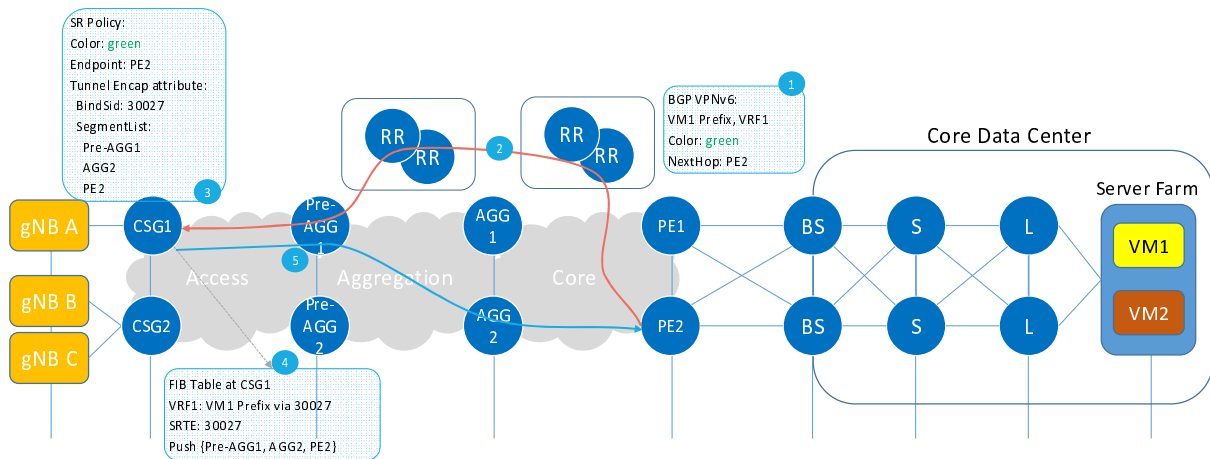 SR Policy:
Color: green
Endpoint: PE2
Tunnel Encap attribute:
BindSid: 30027
SegmentList:
Pre-AGG1
AGG2
PE2
3
RR
RR
2
RR
RR
1
BGP VPNv6:
VM1 Prefix, VRF1
Color: green
NextHop: PE2
Core Data Center
Server Farm
gNB A
CSG1
Pre-
AGG
1
AGG
1
PE1
BS
S
L
VM1
5
Access
Aggregation
Core
gNB B
gNB C
CSG2
Pre-
AGG
2
AGG
2
PE2
BS
S
L
VM2
4
FIB Table at CSG1
VRF1: VM1 Prefix via 30027
SRTE: 30027
Push {Pre-AGG1, AGG2, PE2}